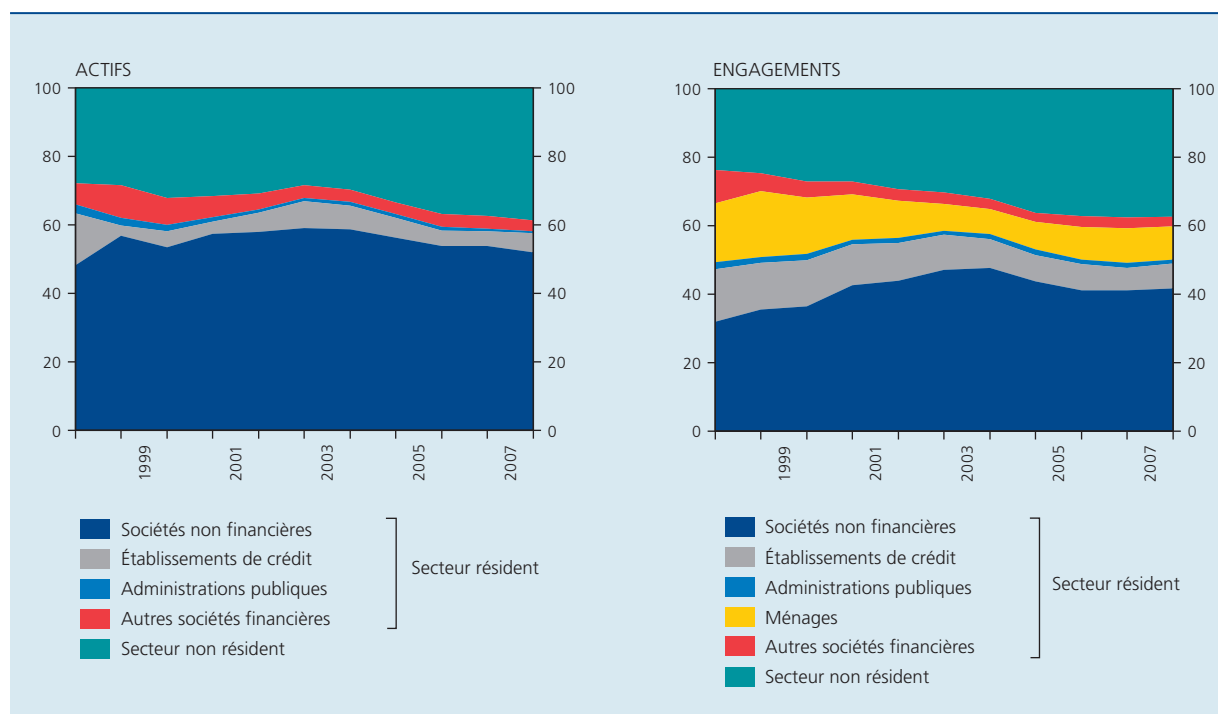 ACTIFS
100
80
60
40
20
0
100
80
60
40
20
0
1999
2001
2003
2005
2007
Sociétés non financières
Établissements de crédit
Administrations publiques
Autres sociétés financières
Secteur non résident
Secteur résident
ENGAGEMENTS
100
80
60
40
20
0
100
80
60
40
20
0
1999
2001
2003
2005
2007
Sociétés non financières
Établissements de crédit
Administrations publiques
Ménages
Autres sociétés financières
Secteur non résident
Secteur résident